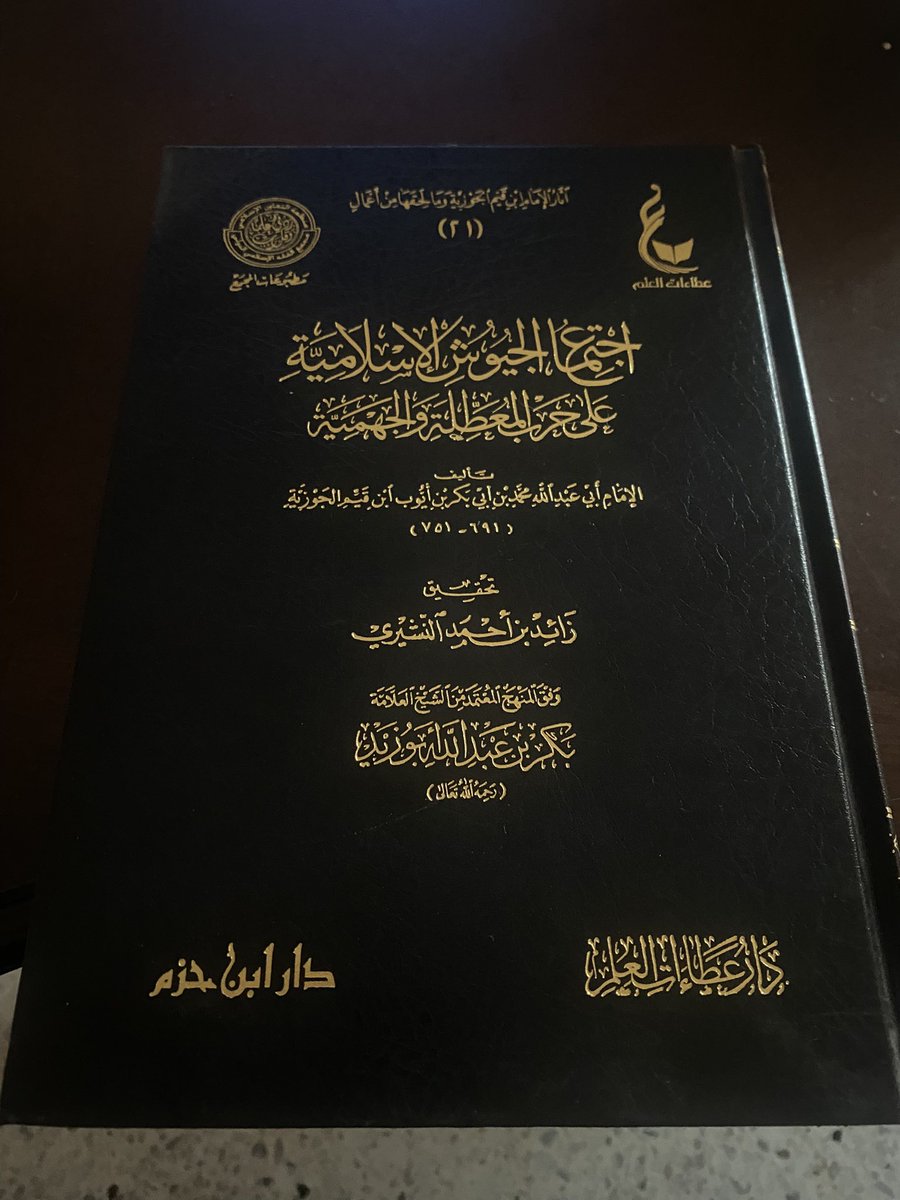 آثار الإمام ابن قيم الجوزية وما لحقها من أعمال
(٢١)
عطاءات العلم
مطبوعات المجمع
اجتماع الجيوش الإسلامية
على حرب المعطلة والجهمية
تأليف
الإمام أبي عبد الله محمد بن أبي بكر بن أيوب ابن قيم الجوزية
(٦٩١ - ٧٥١)
تحقيق
زائد بن أحمد النشيري
وفق المنهج المعتمد من الشيخ العلامة
بكر بن عبد الله أبو زيد
(رحمه الله تعالى)
دار عطاءات العلم
دار ابن حزم